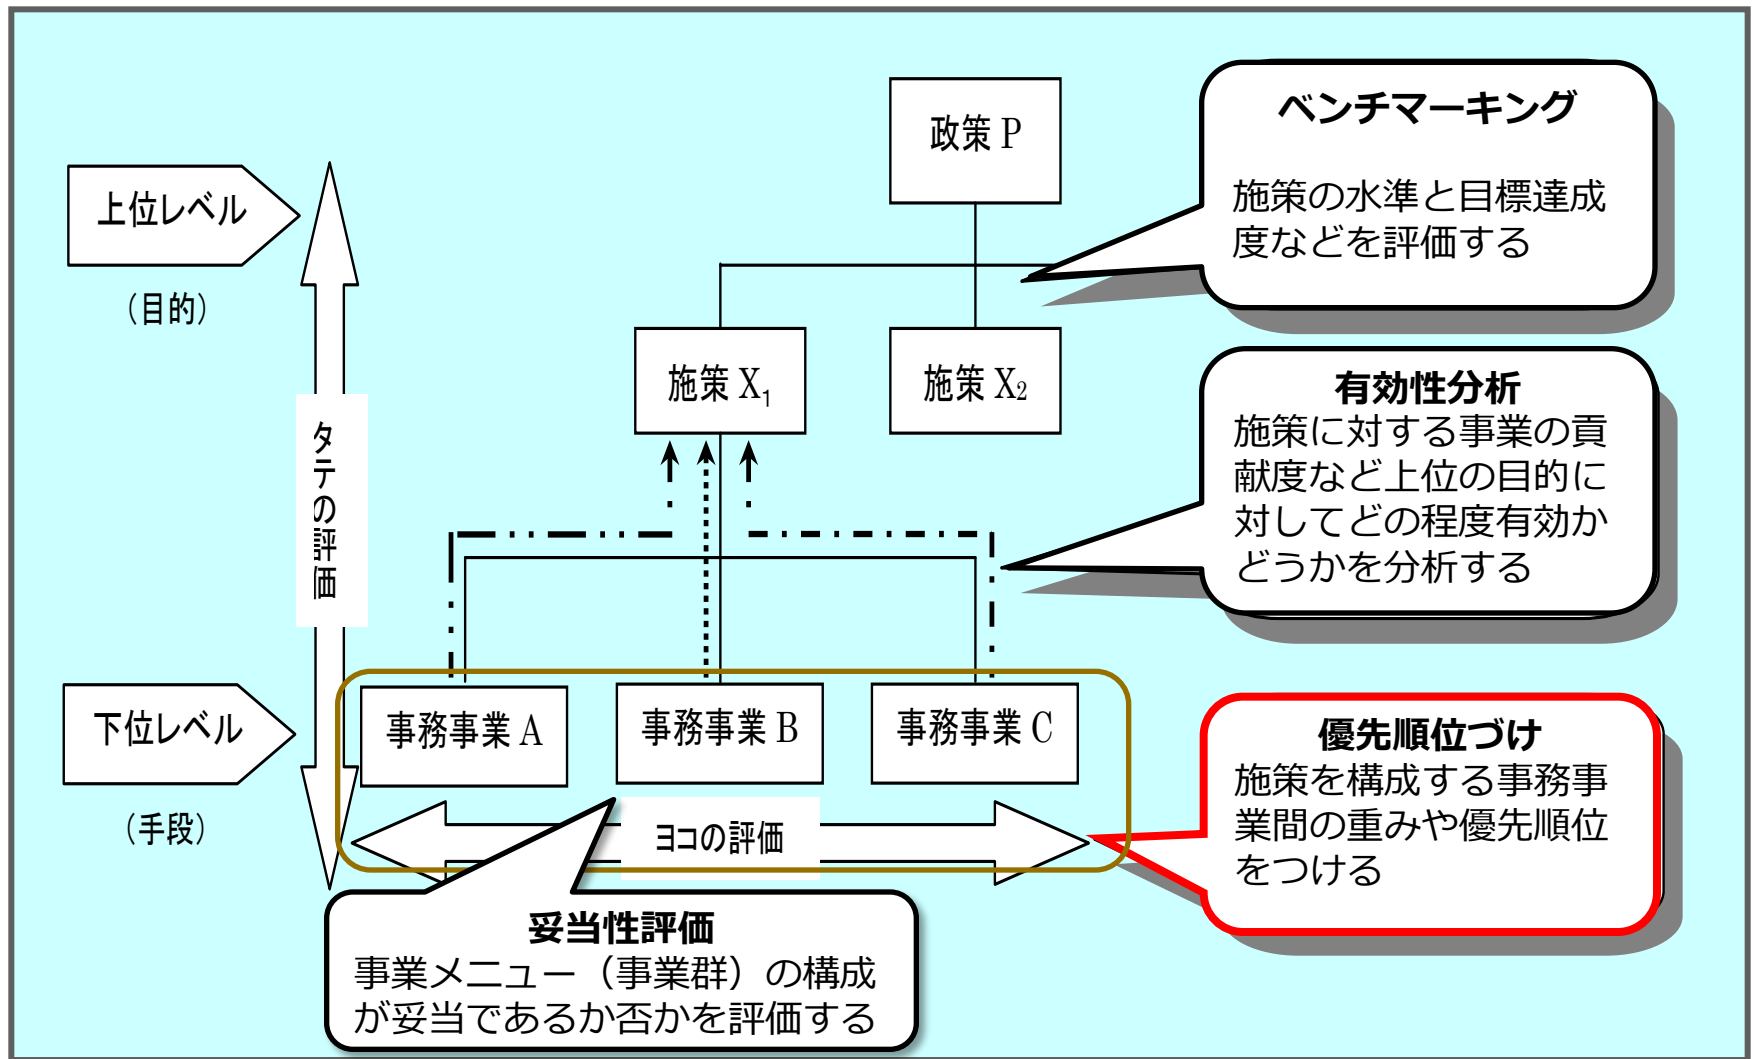 政策 P
ベンチマーキング
施策の水準と目標達成
度などを評価する
上位レベル
（目的）
施策 X₁
施策 X₂
有効性分析
施策に対する事業の貢
献度など上位の目的に
対してどの程度有効か
どうかを分析する
タテの評価
下位レベル
（手段）
事務事業 A
事務事業 B
事務事業 C
優先順位づけ
施策を構成する事務事
業間の重みや優先順位
をつける
ヨコの評価
妥当性評価
事業メニュー（事業群）の構成
が妥当であるか否かを評価する